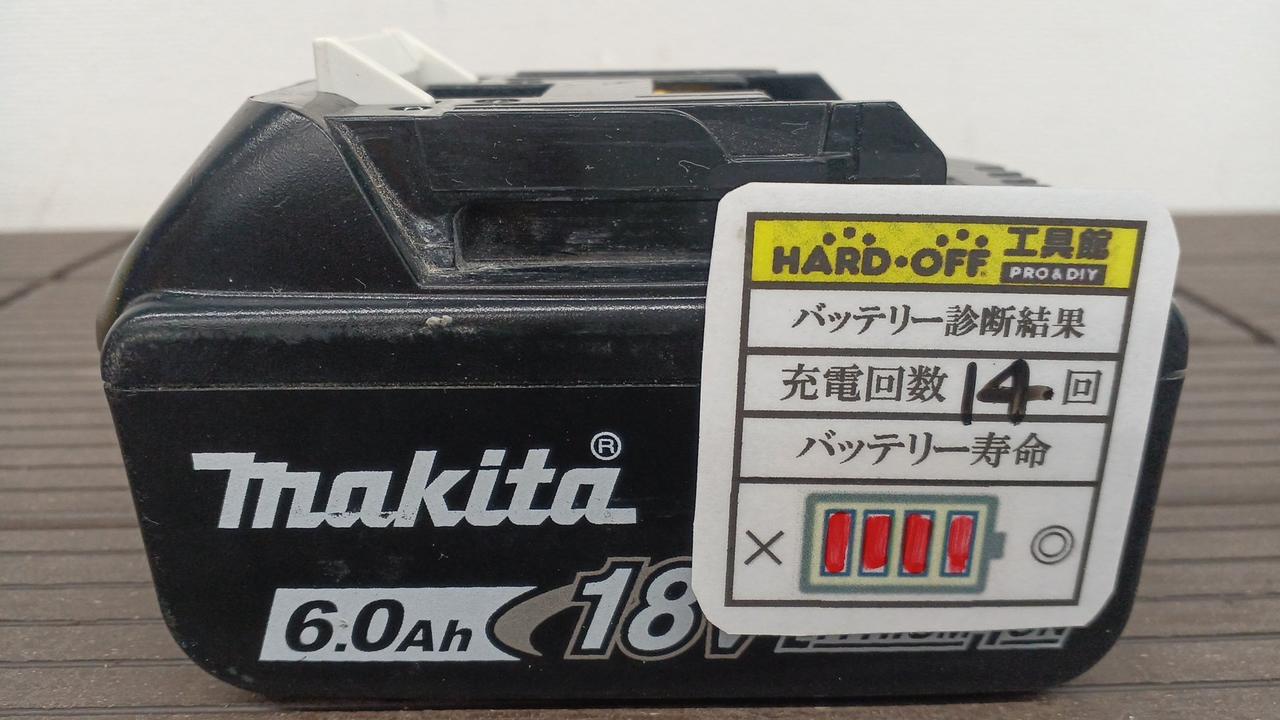 HARD・OFF 工具館
PRO&DIY
バッテリー診断結果
充電回数 14 回
バッテリー寿命
× ◎
makita®
6.0Ah 18V